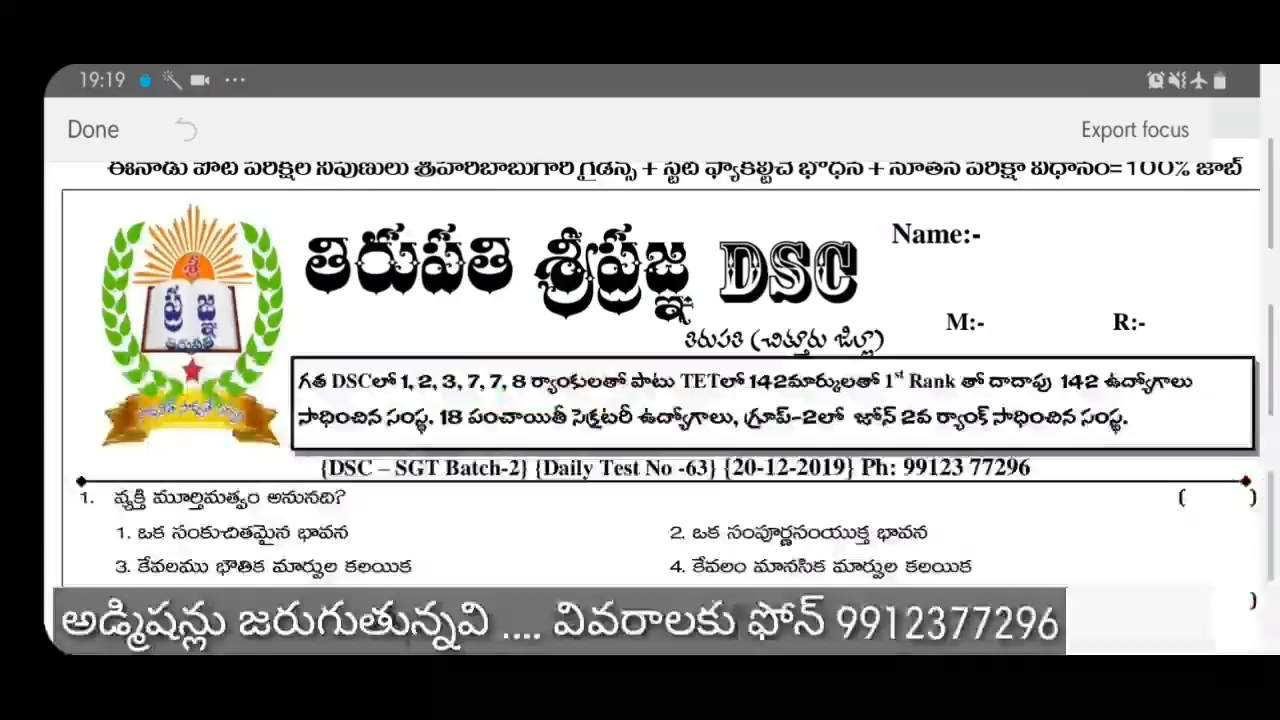 19:19
Done
Export focus
ఈనాడు పోటీ పరీక్షల నిపుణులు శ్రీహరిబాబుగారి గైడెన్స్ + స్టడీ ఫ్యాకల్టీచే బోధన + నూతన పరీక్షా విధానం=100% జాబ్
తిరుపతి శ్రీప్రజ్ఞ DSC
Name:-
శ్రీ
ప్రజ్ఞ
తిరుపతి
M:- R:-
తిరుపతి (చిత్తూరు జిల్లా)
గత DSCలో 1, 2, 3, 7, 7, 8 ర్యాంకులతో పాటు TETలో 142మార్కులతో 1st Rank తో దాదాపు 142 ఉద్యోగాలు
సాధించిన సంస్థ. 18 పంచాయితీ సెక్రటరీ ఉద్యోగాలు, గ్రూప్-2లో జోన్ 2వ ర్యాంక్ సాధించిన సంస్థ.
{DSC – SGT Batch-2} {Daily Test No -63} {20-12-2019} Ph: 99123 77296
1. వ్యక్తి మూర్తిమత్వం అనునది? ( )
1. ఒక సంకుచితమైన భావన 2. ఒక సంపూర్ణసంయుక్త భావన
3. కేవలము భౌతిక మార్పుల కలయిక 4. కేవలం మానసిక మార్పుల కలయిక
)
అడ్మిషన్లు జరుగుతున్నవి .... వివరాలకు ఫోన్ 9912377296